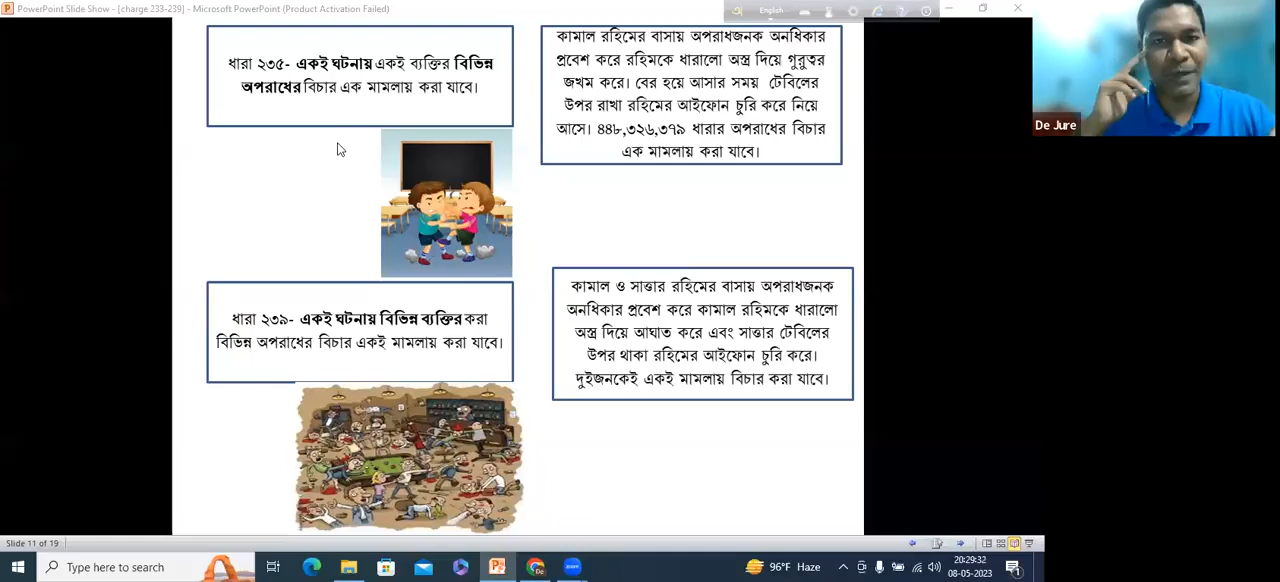 PowerPoint Slide Show - [charge 233-239] - Microsoft PowerPoint (Product Activation Failed)
English
ধারা ২৩৫- একই ঘটনায় একই ব্যক্তির বিভিন্ন
অপরাধের বিচার এক মামলায় করা যাবে।
কামাল রহিমের বাসায় অপরাধজনক অনধিকার
প্রবেশ করে রহিমকে ধারালো অস্ত্র দিয়ে গুরুত্বর
জখম করে। বের হয়ে আসার সময় টেবিলের
উপর রাখা রহিমের আইফোন চুরি করে নিয়ে
আসে। ৪৪৮,৩২৬,৩৭৯ ধারার অপরাধের বিচার
এক মামলায় করা যাবে।
De Jure
ধারা ২৩৯- একই ঘটনায় বিভিন্ন ব্যক্তির করা
বিভিন্ন অপরাধের বিচার একই মামলায় করা যাবে।
কামাল ও সাত্তার রহিমের বাসায় অপরাধজনক
অনধিকার প্রবেশ করে কামাল রহিমকে ধারালো
অস্ত্র দিয়ে আঘাত করে এবং সাত্তার টেবিলের
উপর থাকা রহিমের আইফোন চুরি করে।
দুইজনকেই একই মামলায় বিচার করা যাবে।
Slide 11 of 19
Type here to search
96°F Haze
20:29:32
08-05-2023